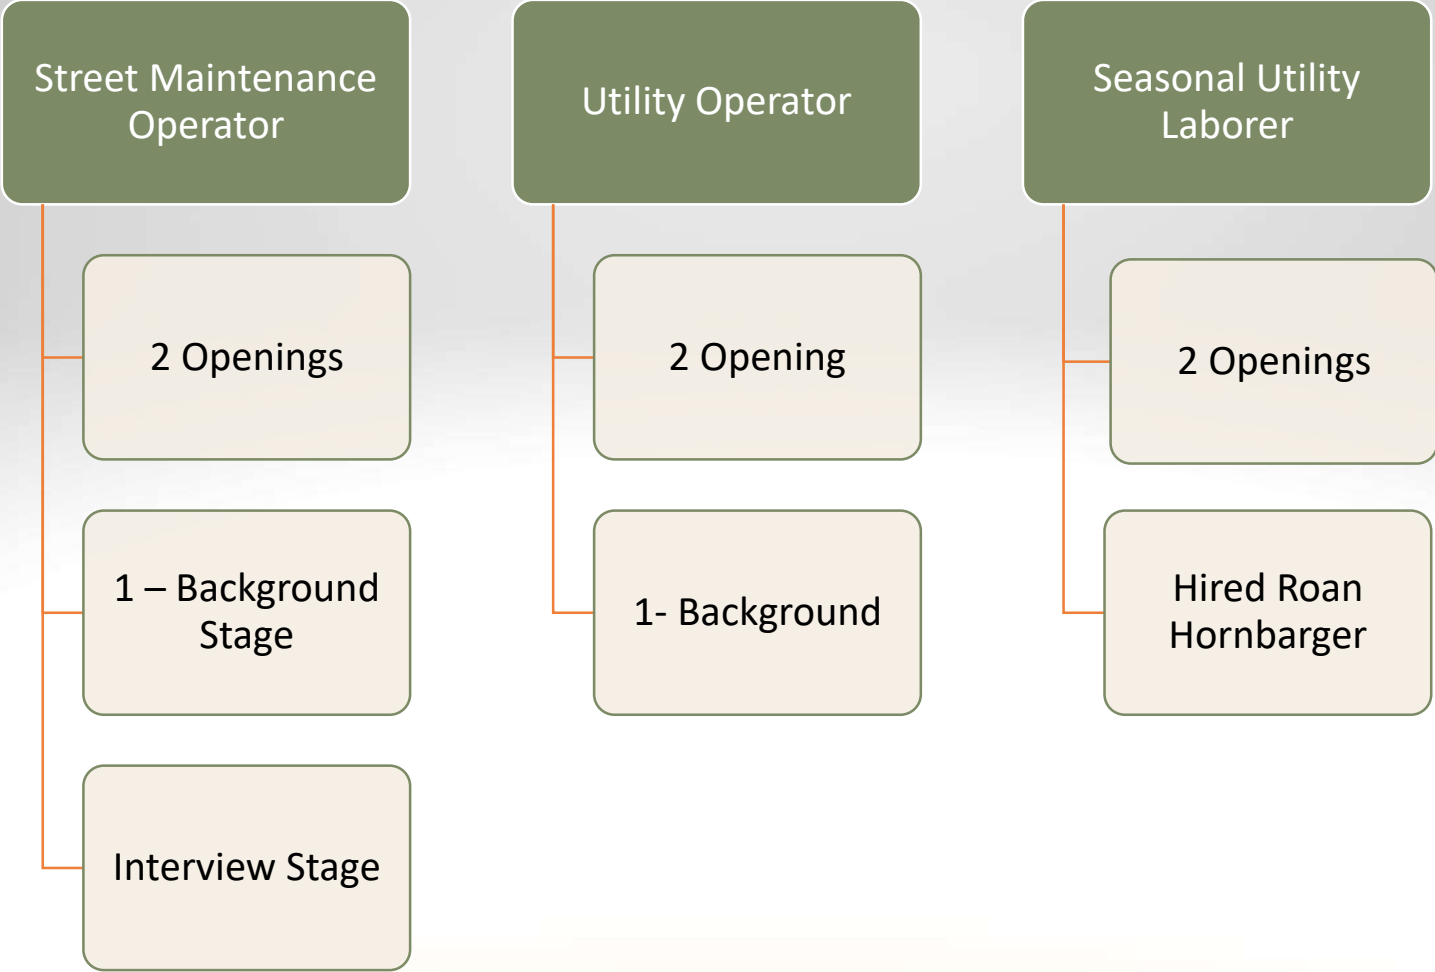 Street Maintenance
Operator
2 Openings
1 – Background
Stage
Interview Stage
Utility Operator
2 Opening
1- Background
Seasonal Utility
Laborer
2 Openings
Hired Roan
Hornbarger